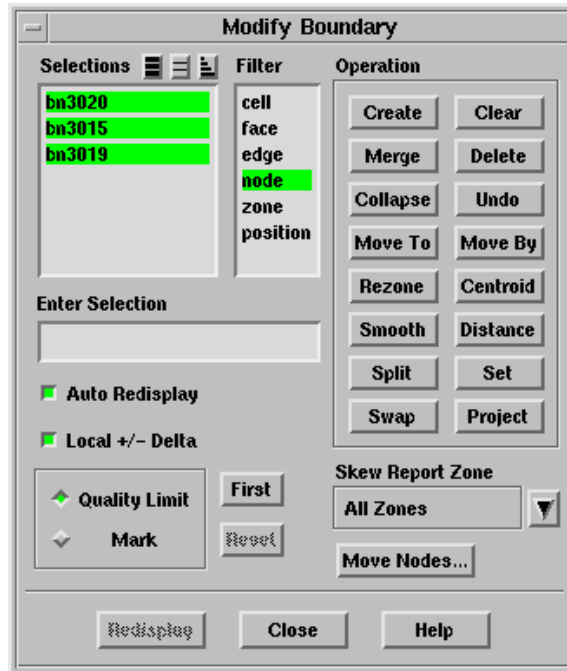 Modify Boundary
Selections
Filter
Operation
bn3020
bn3015
bn3019
cell
face
edge
node
zone
position
Create
Clear
Merge
Delete
Collapse
Undo
Move To
Move By
Rezone
Centroid
Smooth
Distance
Split
Set
Swap
Project
Enter Selection
Auto Redisplay
Local +/- Delta
Quality Limit
Mark
First
Reset
Skew Report Zone
All Zones
Move Nodes...
Redisplay
Close
Help